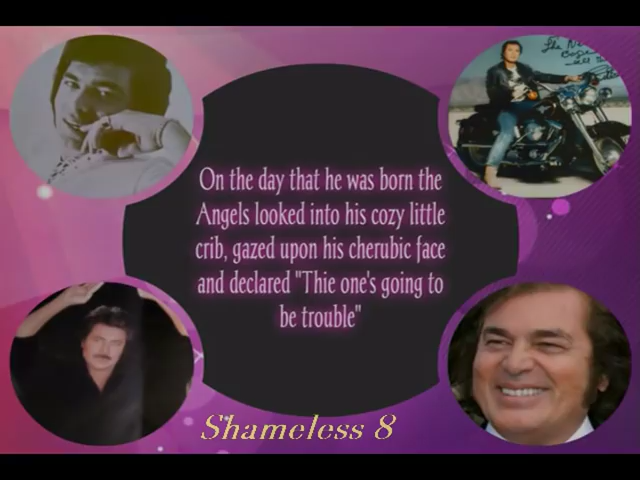 On the day that he was born the
Angels looked into his cozy little
crib, gazed upon his cherubic face
and declared "Thie one's going to
be trouble"
Shameless 8